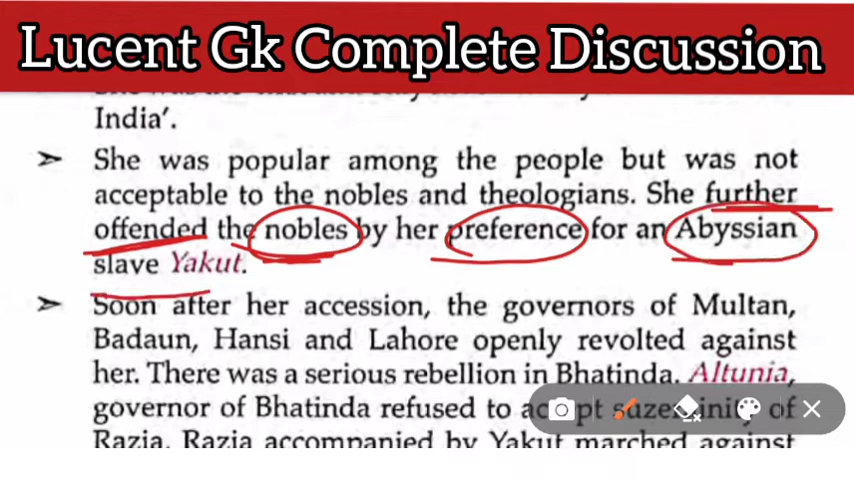 Lucent Gk Complete Discussion
India'.
➤ She was popular among the people but was not
acceptable to the nobles and theologians. She further
offended the nobles by her preference for an Abyssian
slave Yakut.
➤ Soon after her accession, the governors of Multan,
Badaun, Hansi and Lahore openly revolted against
her. There was a serious rebellion in Bhatinda. Altunia,
governor of Bhatinda refused to accept suzerainity of
Razia. Razia accompanied by Yakut marched against